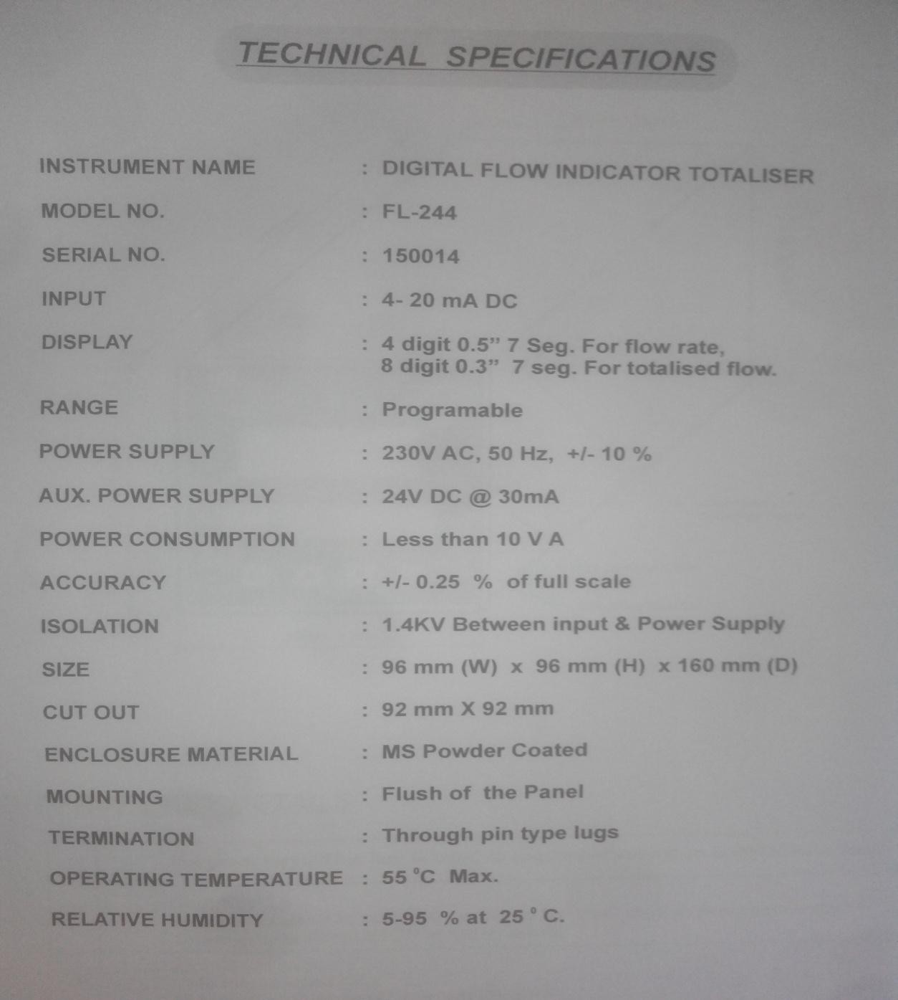 TECHNICAL SPECIFICATIONS
INSTRUMENT NAME : DIGITAL FLOW INDICATOR TOTALISER
MODEL NO. : FL-244
SERIAL NO. : 150014
INPUT : 4- 20 mA DC
DISPLAY : 4 digit 0.5” 7 Seg. For flow rate,
8 digit 0.3” 7 seg. For totalised flow.
RANGE : Programable
POWER SUPPLY : 230V AC, 50 Hz, +/- 10 %
AUX. POWER SUPPLY : 24V DC @ 30mA
POWER CONSUMPTION : Less than 10 V A
ACCURACY : +/- 0.25 % of full scale
ISOLATION : 1.4KV Between input & Power Supply
SIZE : 96 mm (W) x 96 mm (H) x 160 mm (D)
CUT OUT : 92 mm X 92 mm
ENCLOSURE MATERIAL : MS Powder Coated
MOUNTING : Flush of the Panel
TERMINATION : Through pin type lugs
OPERATING TEMPERATURE : 55 ⁰C Max.
RELATIVE HUMIDITY : 5-95 % at 25 ⁰ C.